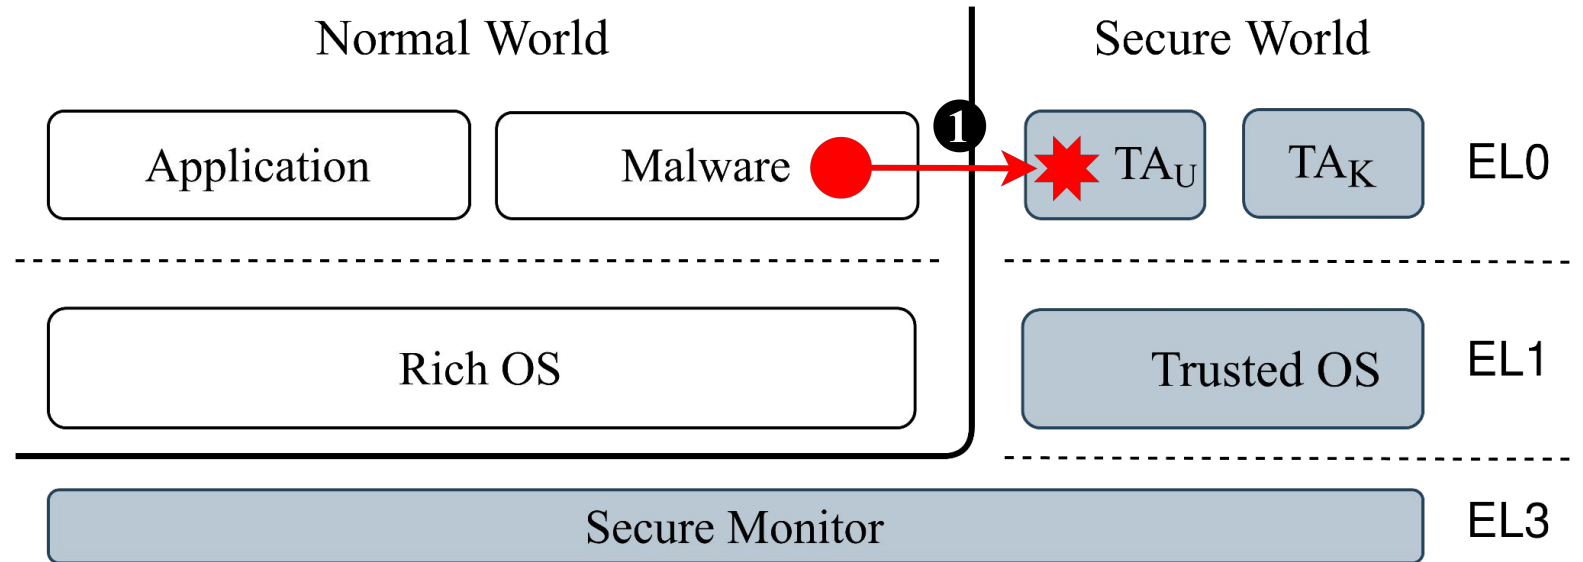 Normal World
Secure World
1
Application
Malware
TAU
TAK
EL0
Rich OS
Trusted OS
EL1
Secure Monitor
EL3